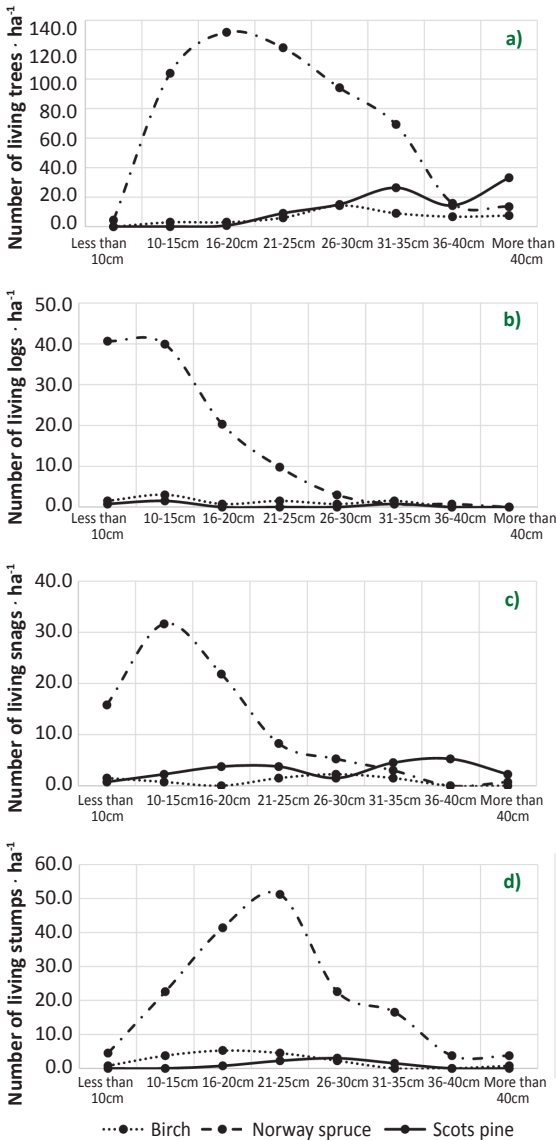 a)
Number of living trees · ha⁻¹
140.0
120.0
100.0
80.0
60.0
40.0
20.0
0.0
Less than 10-15cm 16-20cm 21-25cm 26-30cm 31-35cm 36-40cm More than
10cm 40cm
b)
Number of living logs · ha⁻¹
50.0
40.0
30.0
20.0
10.0
0.0
Less than 10-15cm 16-20cm 21-25cm 26-30cm 31-35cm 36-40cm More than
10cm 40cm
c)
Number of living snags · ha⁻¹
40.0
30.0
20.0
10.0
0.0
Less than 10-15cm 16-20cm 21-25cm 26-30cm 31-35cm 36-40cm More than
10cm 40cm
d)
Number of living stumps · ha⁻¹
60.0
50.0
40.0
30.0
20.0
10.0
0.0
Less than 10-15cm 16-20cm 21-25cm 26-30cm 31-35cm 36-40cm More than
10cm 40cm
Birch Norway spruce Scots pine